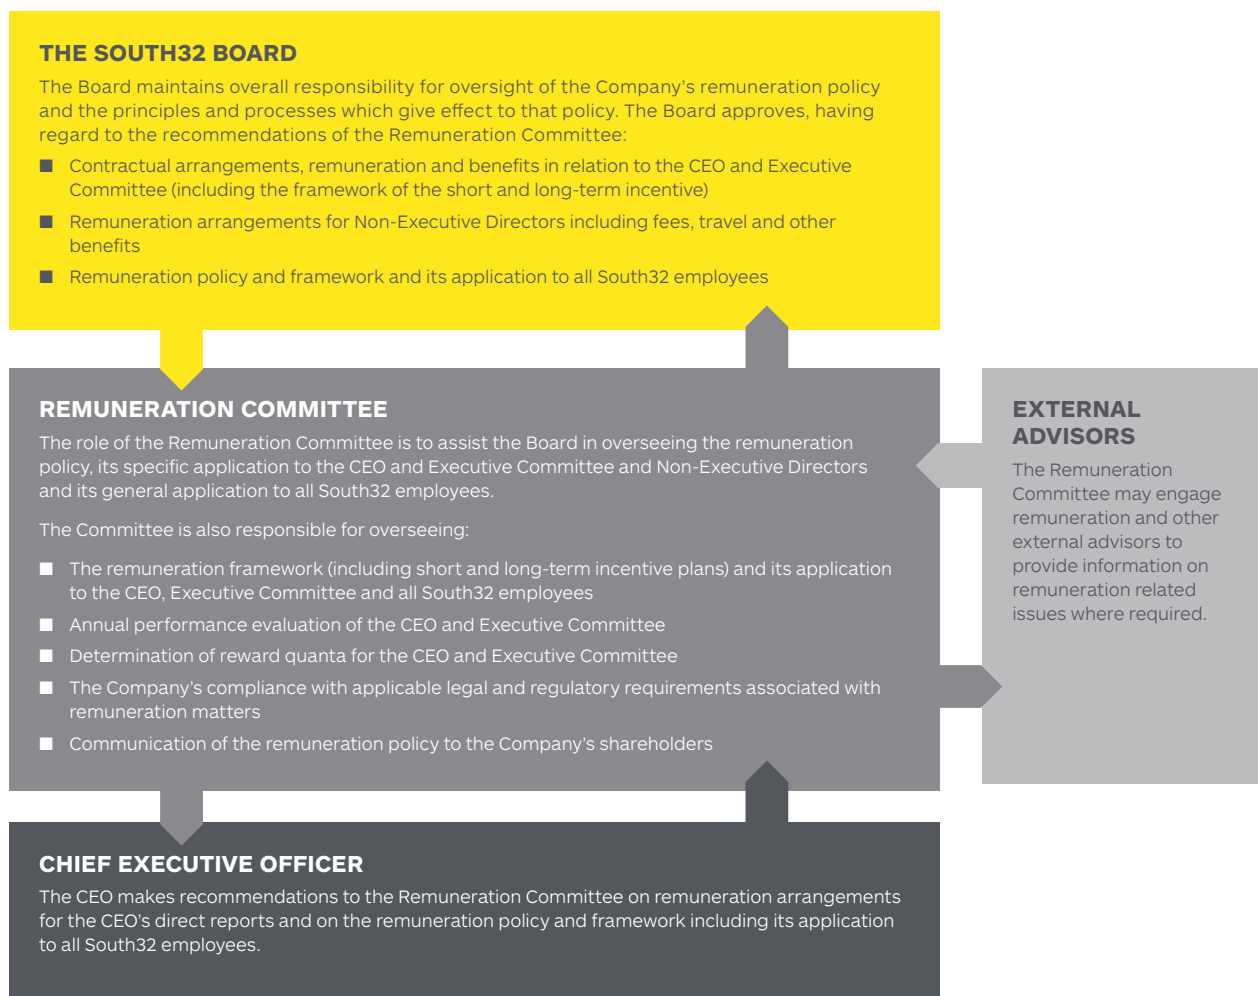 THE SOUTH32 BOARD
The Board maintains overall responsibility for oversight of the Company’s remuneration policy
and the principles and processes which give effect to that policy. The Board approves, having
regard to the recommendations of the Remuneration Committee:
■ Contractual arrangements, remuneration and benefits in relation to the CEO and Executive
Committee (including the framework of the short and long-term incentive)
■ Remuneration arrangements for Non-Executive Directors including fees, travel and other
benefits
■ Remuneration policy and framework and its application to all South32 employees
REMUNERATION COMMITTEE
The role of the Remuneration Committee is to assist the Board in overseeing the remuneration
policy, its specific application to the CEO and Executive Committee and Non-Executive Directors
and its general application to all South32 employees.
The Committee is also responsible for overseeing:
■ The remuneration framework (including short and long-term incentive plans) and its application
to the CEO, Executive Committee and all South32 employees
■ Annual performance evaluation of the CEO and Executive Committee
■ Determination of reward quanta for the CEO and Executive Committee
■ The Company’s compliance with applicable legal and regulatory requirements associated with
remuneration matters
■ Communication of the remuneration policy to the Company’s shareholders
EXTERNAL
ADVISORS
The Remuneration
Committee may engage
remuneration and other
external advisors to
provide information on
remuneration related
issues where required.
CHIEF EXECUTIVE OFFICER
The CEO makes recommendations to the Remuneration Committee on remuneration arrangements
for the CEO’s direct reports and on the remuneration policy and framework including its application
to all South32 employees.